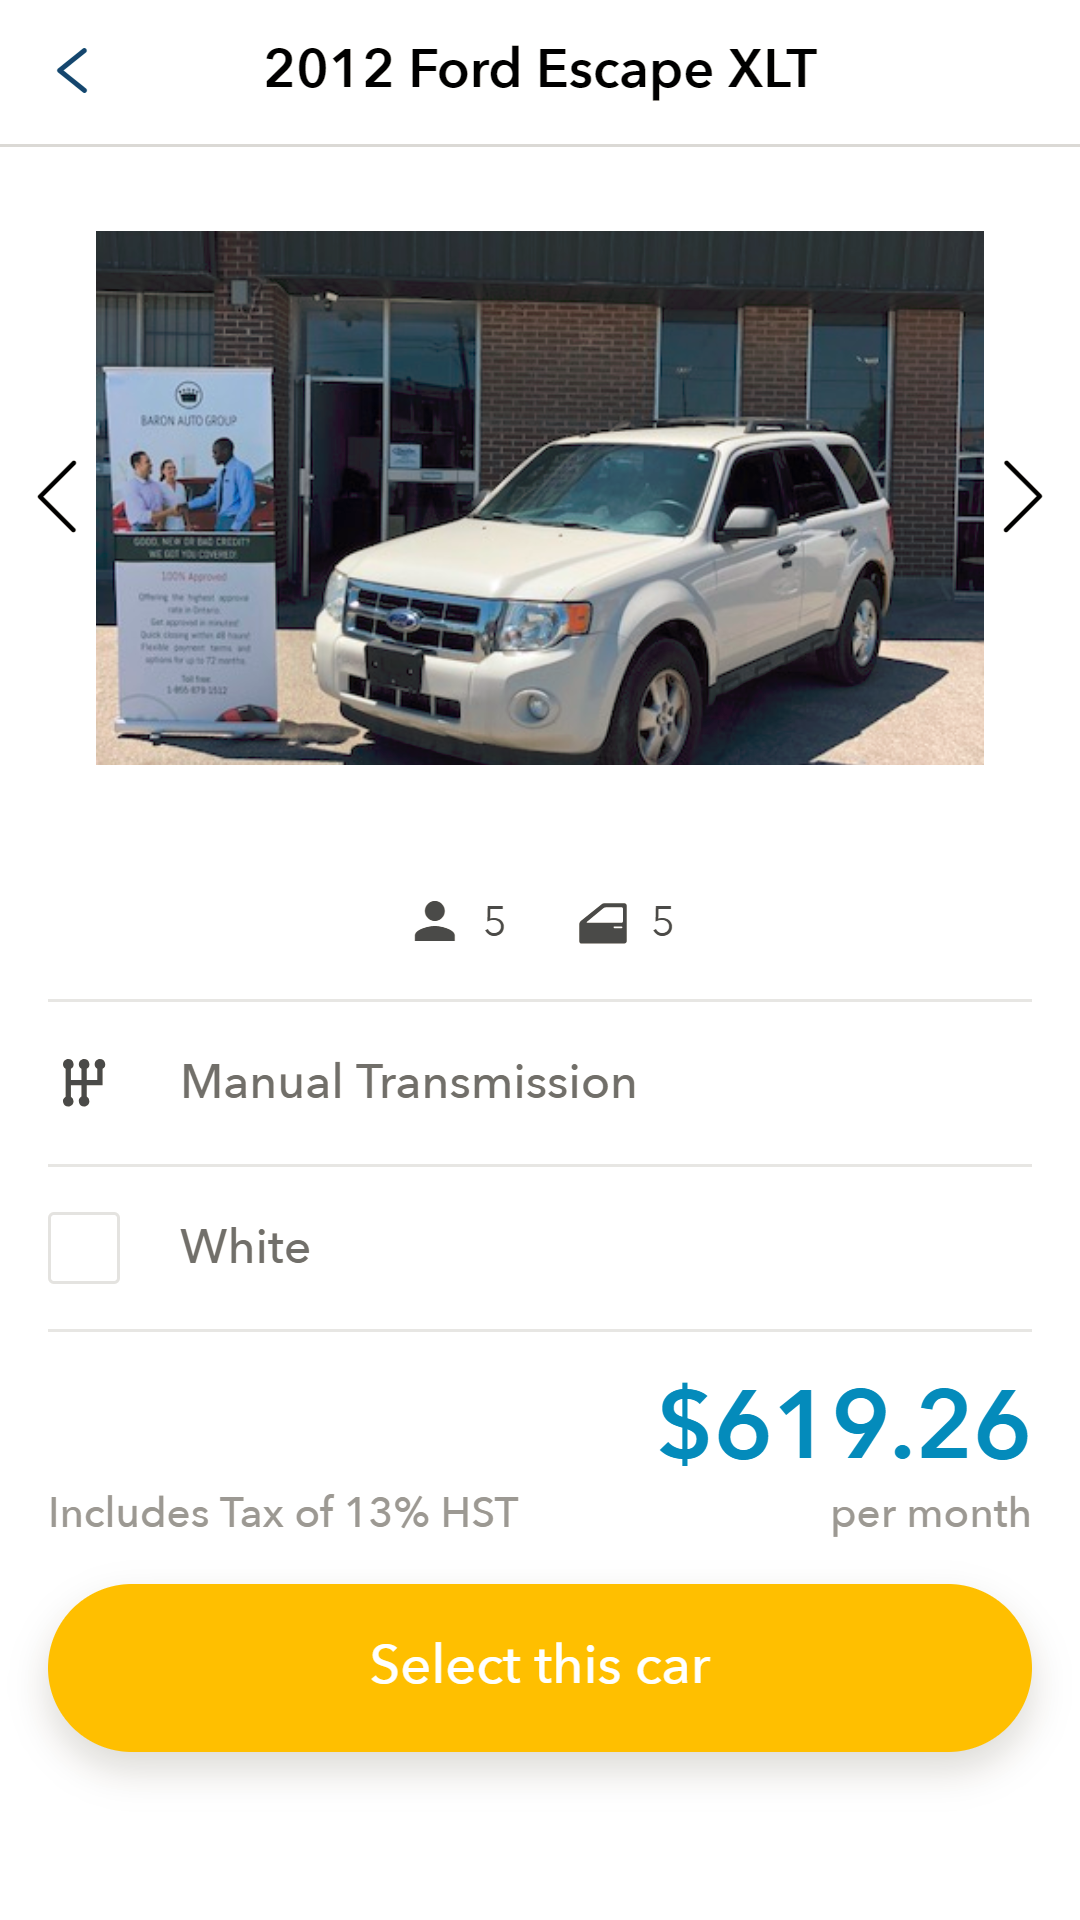 2012 Ford Escape XLT
BARON AUTO GROUP
GOOD, NEW OR BAD CREDIT?
WE GOT YOU COVERED!
100% Approved
Offering the highest approval
rate in Ontario.
Get approved in minutes!
Quick closing within 48 hours!
Flexible payment terms and
options for up to 72 months.
Toll free:
1-855-879-1512
5
5
Manual Transmission
White
$619.26
Includes Tax of 13% HST
per month
Select this car